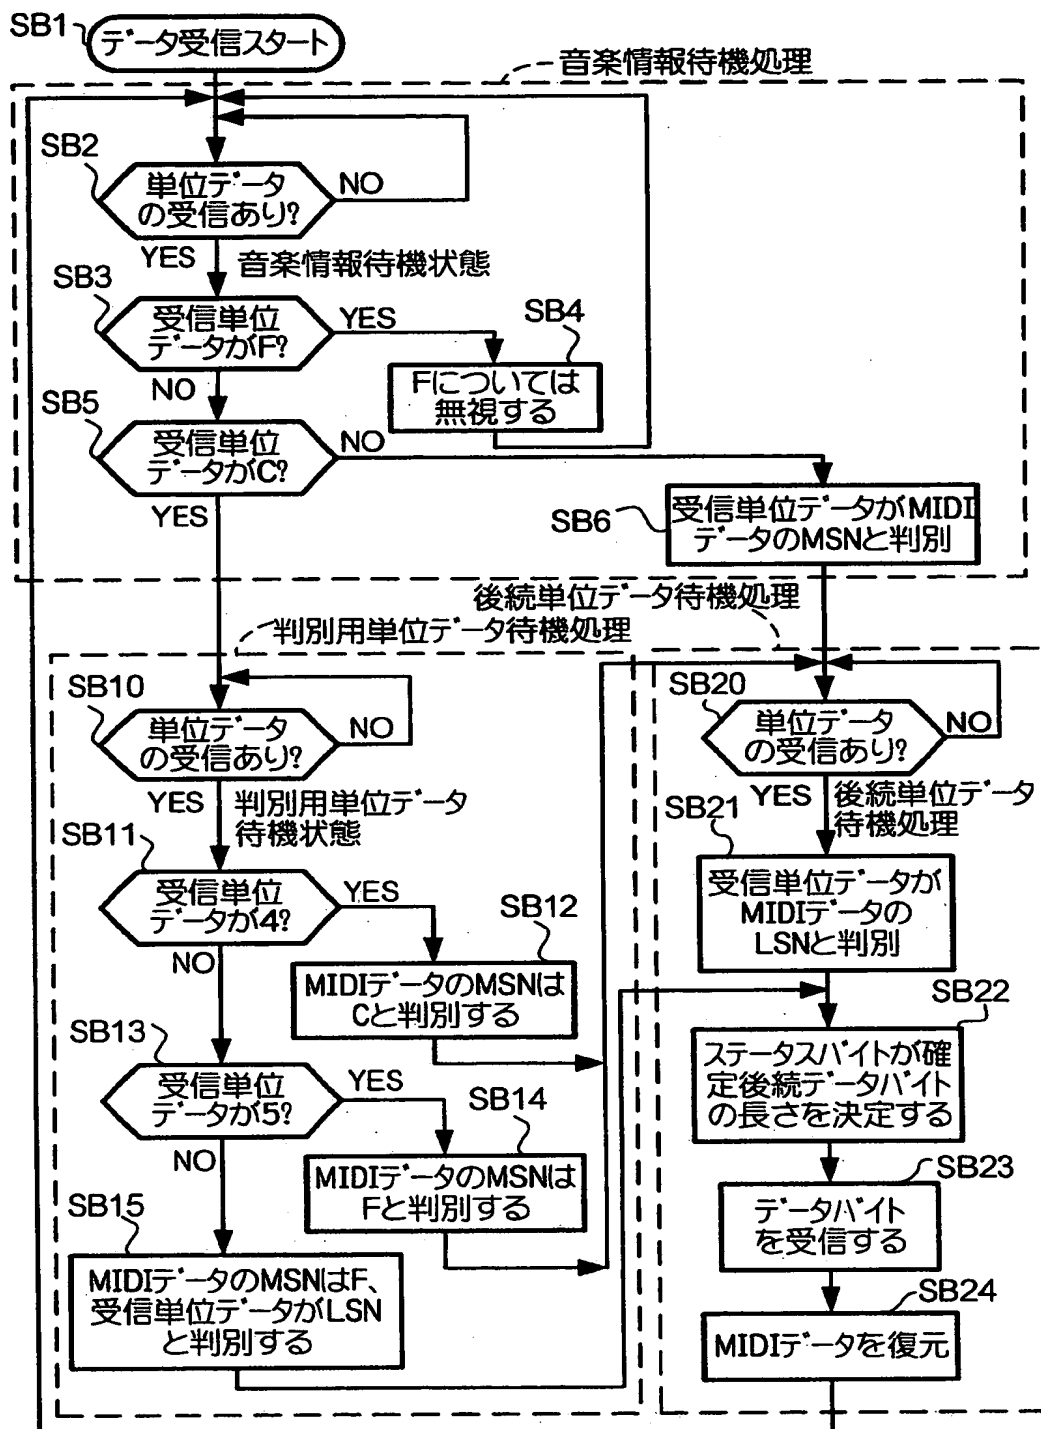 SB1
データ受信スタート
音楽情報待機処理
SB2
単位データ
の受信あり?
NO
YES
音楽情報待機状態
SB3
受信単位
データがF?
YES
NO
SB4
Fについては
無視する
SB5
受信単位
データがC?
NO
YES
SB6
受信単位データがMIDI
データのMSNと判別
後続単位データ待機処理
判別用単位データ待機処理
SB10
単位データ
の受信あり?
NO
YES
判別用単位データ
待機状態
SB11
受信単位
データが4?
YES
NO
SB12
MIDIデータのMSNは
Cと判別する
SB13
受信単位
データが5?
YES
NO
SB14
MIDIデータのMSNは
Fと判別する
SB15
MIDIデータのMSNはF、
受信単位データがLSN
と判別する
SB20
単位データ
の受信あり?
NO
YES
後続単位データ
待機処理
SB21
受信単位データが
MIDIデータの
LSNと判別
SB22
ステータスバイトが確
定後続データバイト
の長さを決定する
SB23
データバイト
を受信する
SB24
MIDIデータを復元